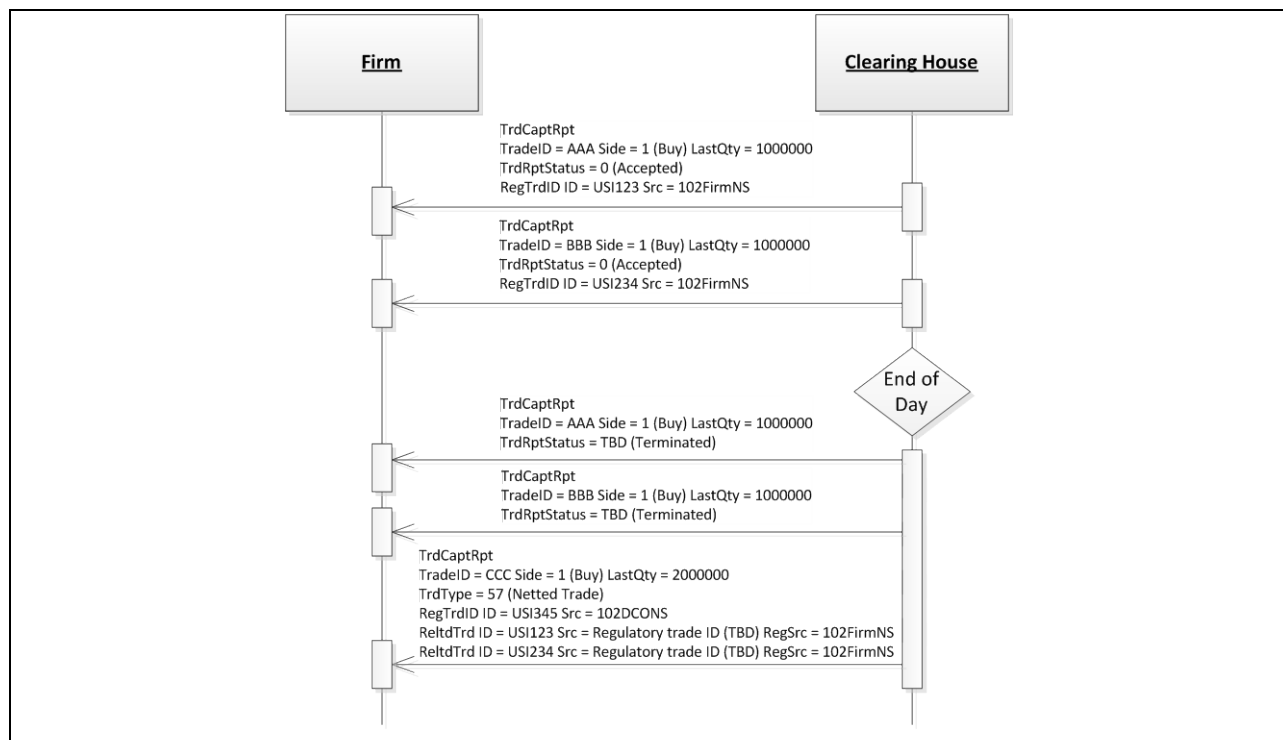 Firm
Clearing House
TrdCaptRpt
TradeID = AAA Side = 1 (Buy) LastQty = 1000000
TrdRptStatus = 0 (Accepted)
RegTrdID ID = USI123 Src = 102FirmNS
TrdCaptRpt
TradeID = BBB Side = 1 (Buy) LastQty = 1000000
TrdRptStatus = 0 (Accepted)
RegTrdID ID = USI234 Src = 102FirmNS
End of
Day
TrdCaptRpt
TradeID = AAA Side = 1 (Buy) LastQty = 1000000
TrdRptStatus = TBD (Terminated)
TrdCaptRpt
TradeID = BBB Side = 1 (Buy) LastQty = 1000000
TrdRptStatus = TBD (Terminated)
TrdCaptRpt
TradeID = CCC Side = 1 (Buy) LastQty = 2000000
TrdType = 57 (Netted Trade)
RegTrdID ID = USI345 Src = 102DCONS
ReltdTrd ID = USI123 Src = Regulatory trade ID (TBD) RegSrc = 102FirmNS
ReltdTrd ID = USI234 Src = Regulatory trade ID (TBD) RegSrc = 102FirmNS